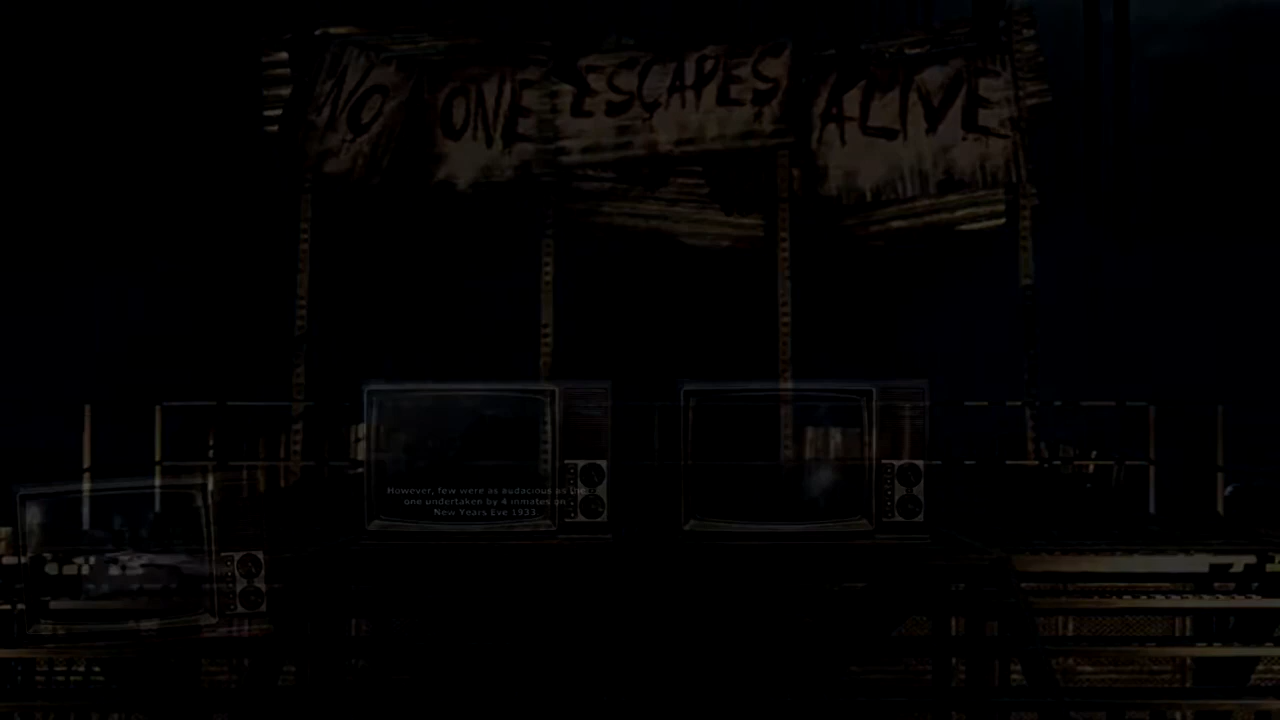 NO ONE ESCAPES ALIVE
However, few were as audacious as the
one undertaken by 4 inmates on
New Years Eve 1933